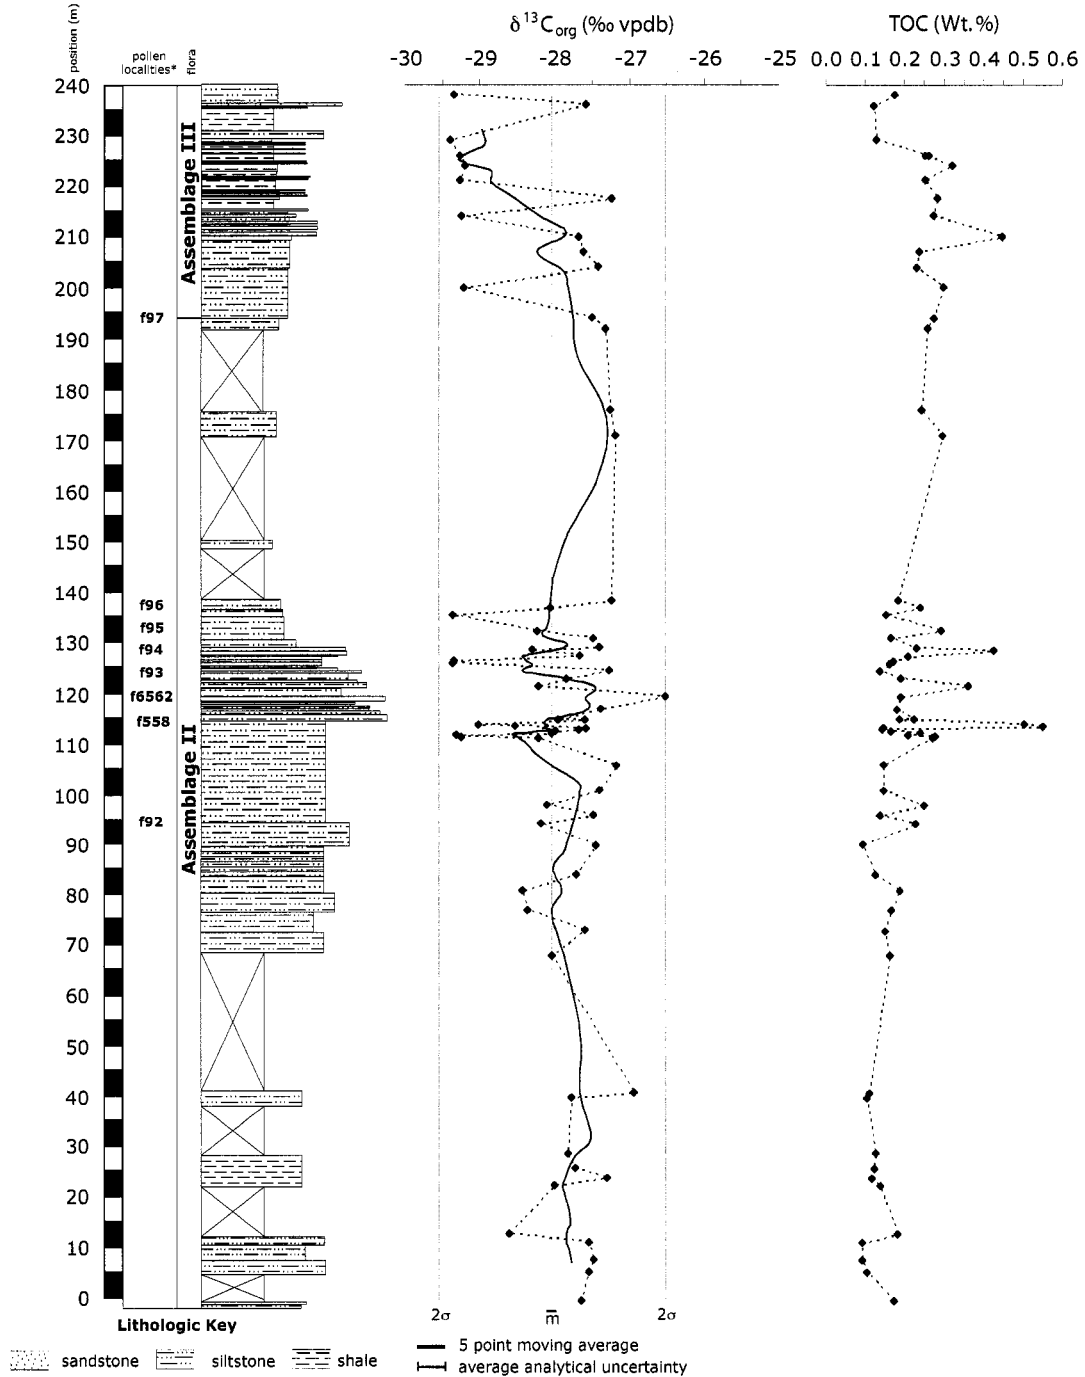 position (m)
pollen
localities*
flora
δ13Corg (‰ vpdb)
TOC (Wt.%)
-30 -29 -28 -27 -26 -25
0.0 0.1 0.2 0.3 0.4 0.5 0.6
240
230
220
210
200
190
180
170
160
150
140
130
120
110
100
90
80
70
60
50
40
30
20
10
0
f97
f96
f95
f94
f93
f6562
f558
f92
Assemblage III
Assemblage II
2σ m̅ 2σ
Lithologic Key
sandstone siltstone shale
5 point moving average
average analytical uncertainty